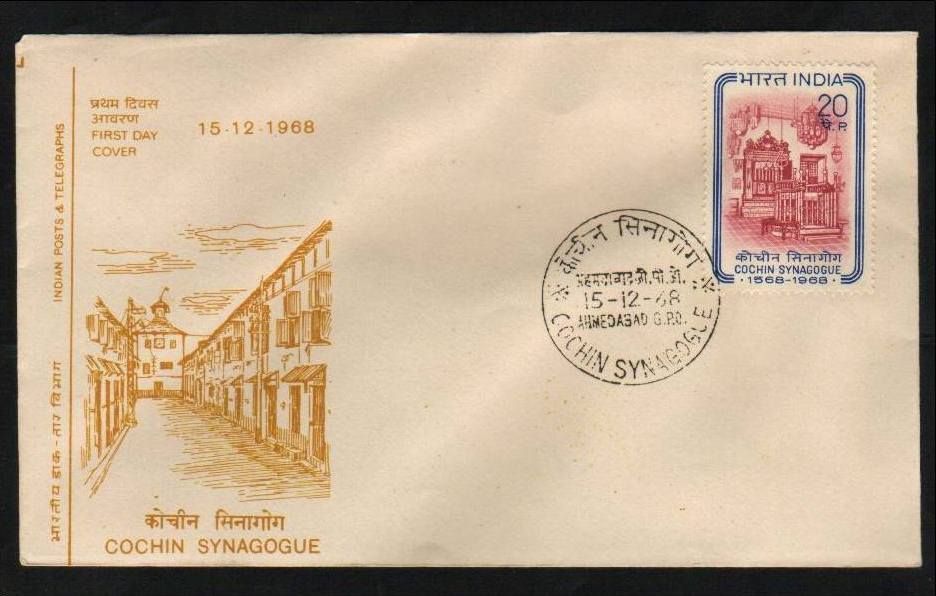 प्रथम दिवस
आवरण
FIRST DAY
COVER
15-12-1968
INDIAN POSTS & TELEGRAPHS
भारतीय डाक-तार विभाग
कोचीन सिनागोग
COCHIN SYNAGOGUE
भारत INDIA
20
पै. P
कोचीन सिनागोग
COCHIN SYNAGOGUE
·1568-1968·
कोचीन सिनागोग
अहमदाबाद जी.पी.ओ.
15-12-68
AHMEDABAD G.P.O.
COCHIN SYNAGOGUE